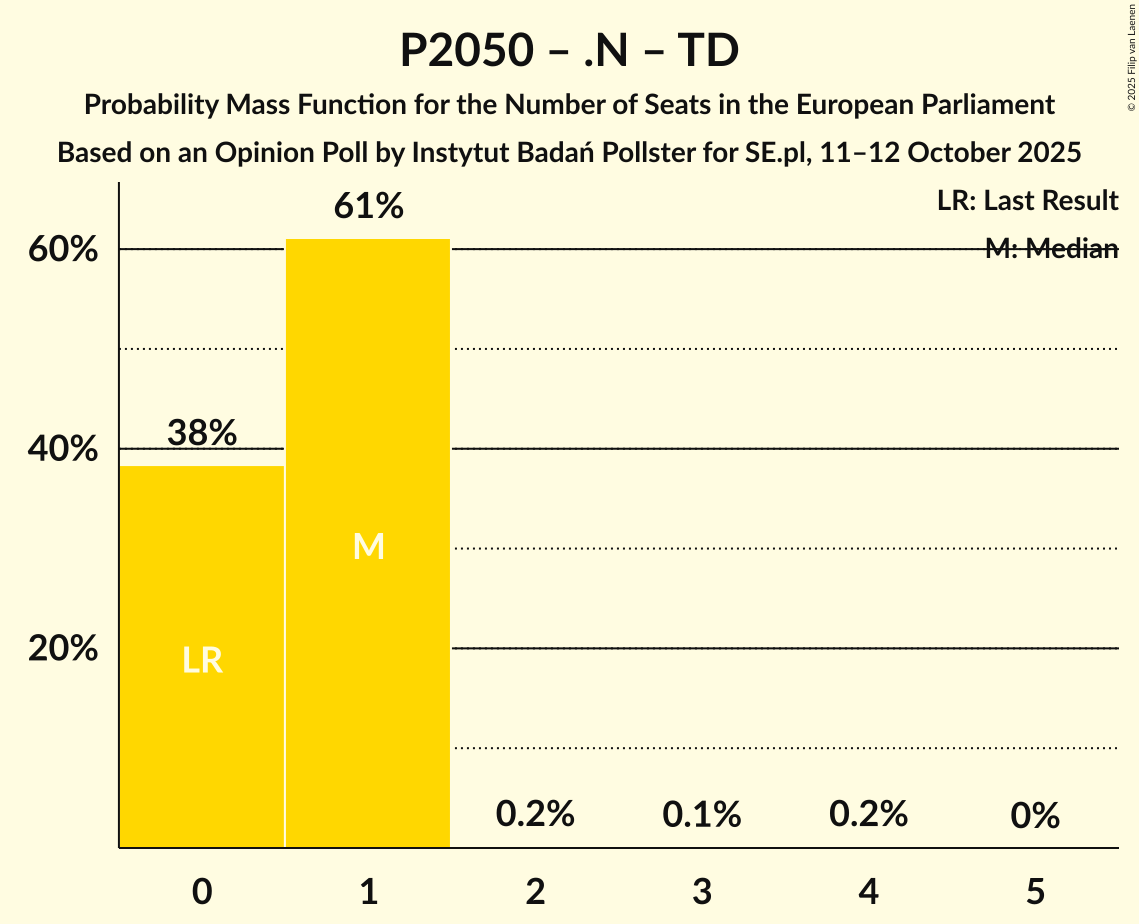 P2050 – .N – TD
Probability Mass Function for the Number of Seats in the European Parliament
Based on an Opinion Poll by Instytut Badań Pollster for SE.pl, 11–12 October 2025
© 2025 Filip van Laenen
LR: Last Result
M: Median
61%
60%
38%
40%
M
20%
LR
0.2%
0.1%
0.2%
0%
0
1
2
3
4
5